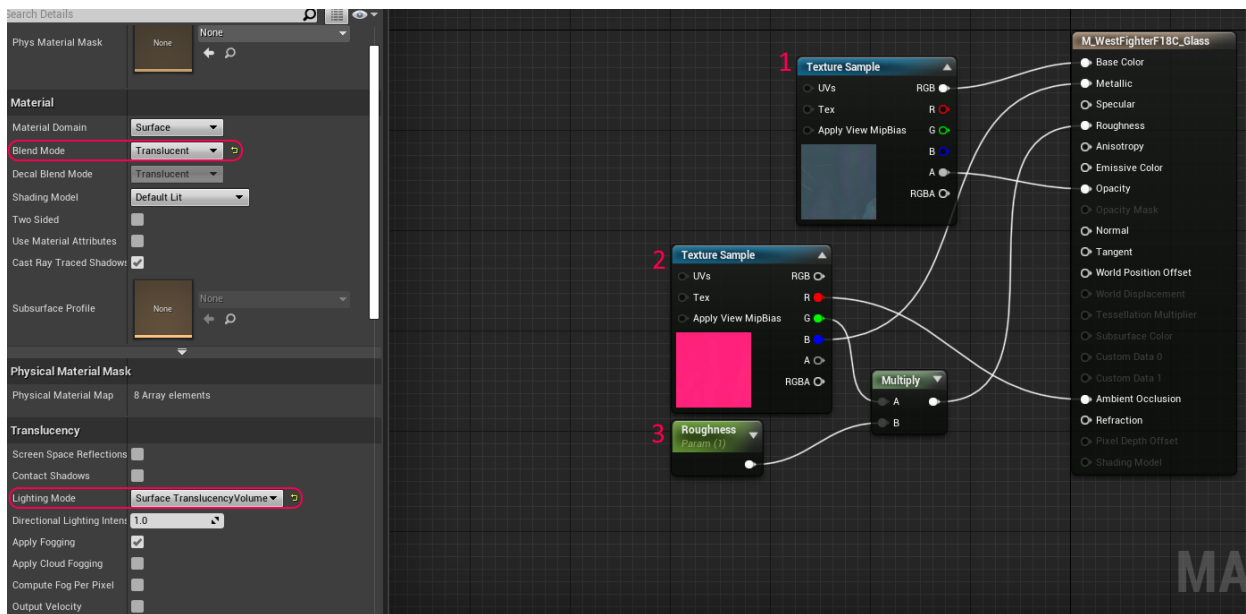 Search Details
Phys Material Mask
None
None
Material
Material Domain
Surface
Blend Mode
Translucent
Decal Blend Mode
Translucent
Shading Model
Default Lit
Two Sided
Use Material Attributes
Cast Ray Traced Shadows
Subsurface Profile
None
None
Physical Material Mask
Physical Material Map
8 Array elements
Translucency
Screen Space Reflections
Contact Shadows
Lighting Mode
Surface TranslucencyVolume
Directional Lighting Intens
1.0
Apply Fogging
Apply Cloud Fogging
Compute Fog Per Pixel
Output Velocity
1
Texture Sample
UVs
RGB
Tex
R
Apply View MipBias
G
B
A
RGBA
2
Texture Sample
UVs
RGB
Tex
R
Apply View MipBias
G
B
A
RGBA
3
Roughness
Param (1)
Multiply
A
B
M_WestFighterF18C_Glass
Base Color
Metallic
Specular
Roughness
Anisotropy
Emissive Color
Opacity
Opacity Mask
Normal
Tangent
World Position Offset
World Displacement
Tessellation Multiplier
Subsurface Color
Custom Data 0
Custom Data 1
Ambient Occlusion
Refraction
Pixel Depth Offset
Shading Model
MA